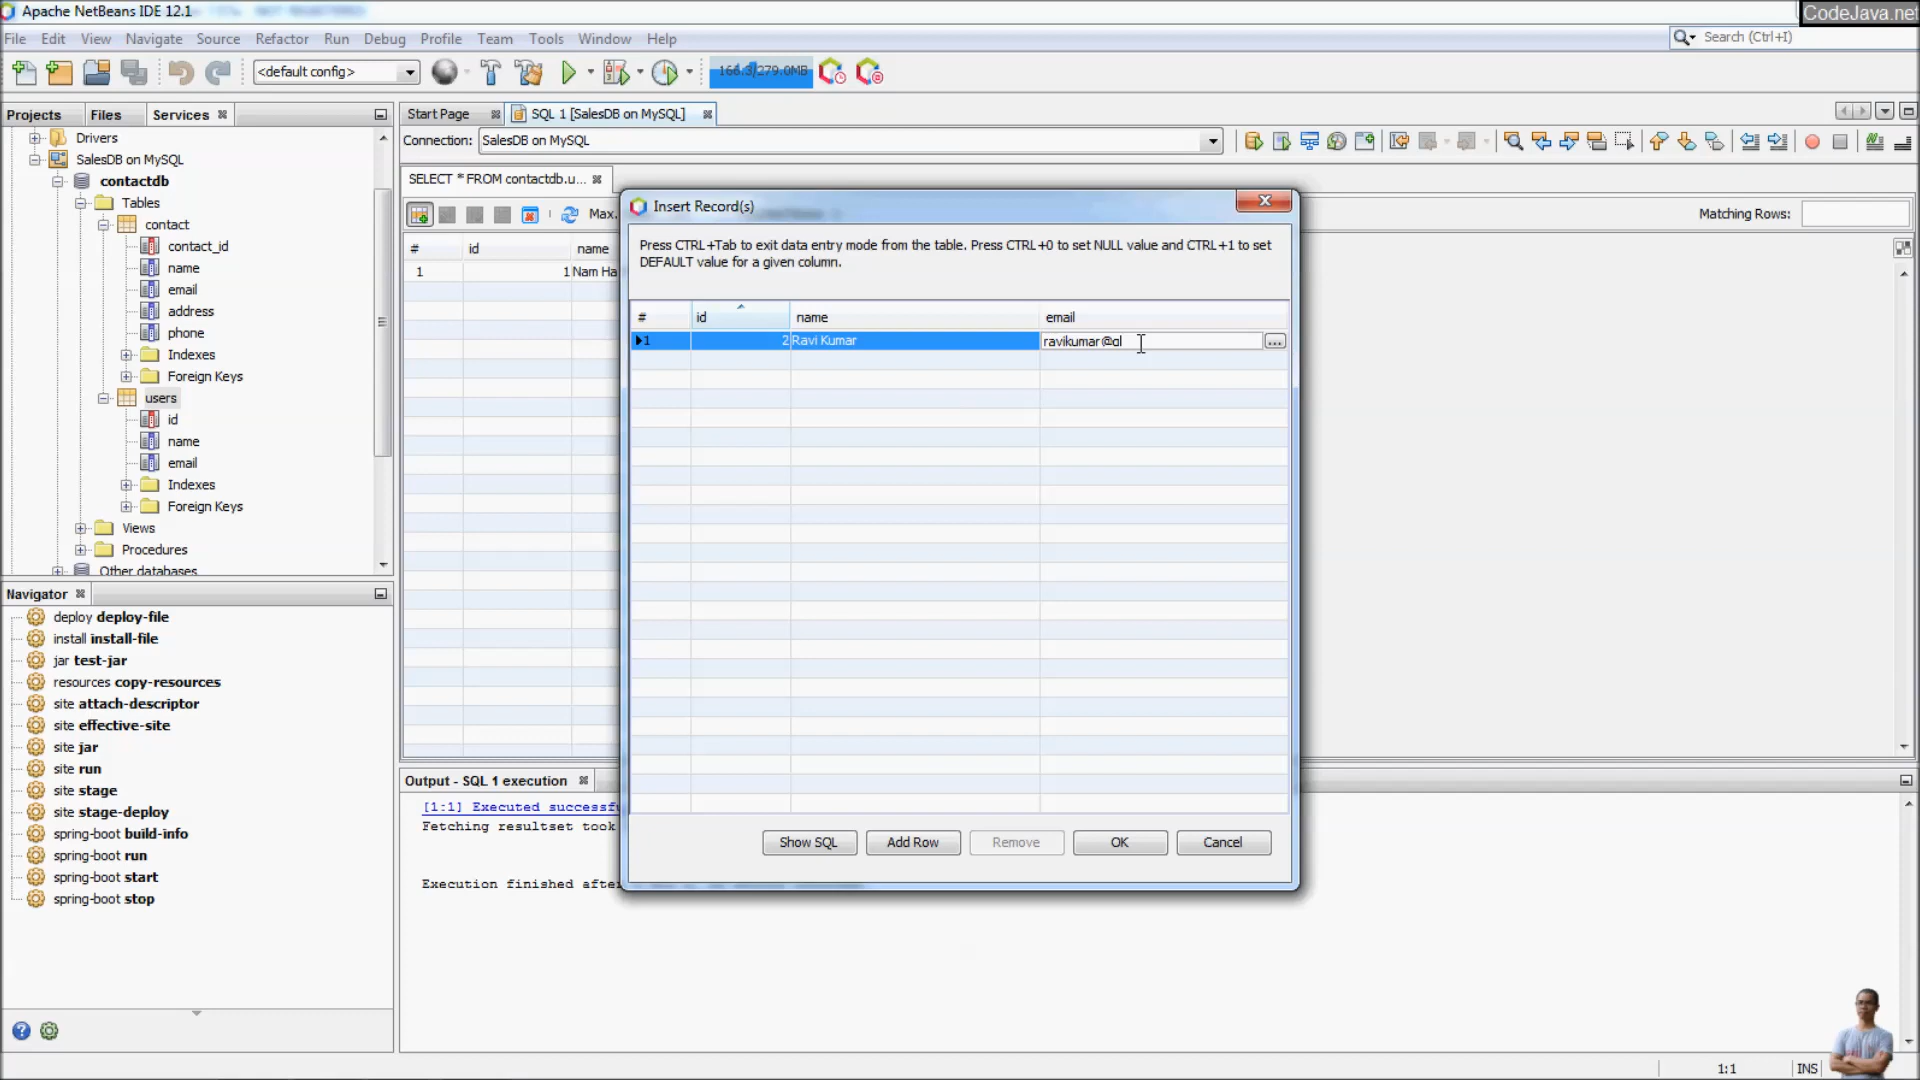 Apache NetBeans IDE 12.1
CodeJava.net
File Edit View Navigate Source Refactor Run Debug Profile Team Tools Window Help
Search (Ctrl+I)
<default config>
166.3/279.0MB
Projects Files Services
Start Page SQL 1 [SalesDB on MySQL]
Drivers
SalesDB on MySQL
contactdb
Tables
contact
contact_id
name
email
address
phone
Indexes
Foreign Keys
users
id
name
email
Indexes
Foreign Keys
Views
Procedures
Other databases
Connection: SalesDB on MySQL
SELECT * FROM contactdb.u...
Max.
Matching Rows:
# id name
1 1 Nam Ha
Insert Record(s)
Press CTRL+Tab to exit data entry mode from the table. Press CTRL+0 to set NULL value and CTRL+1 to set
DEFAULT value for a given column.
# id name email
1 2 Ravi Kumar ravikumar@gl ...
Show SQL Add Row Remove OK Cancel
Navigator
deploy deploy-file
install install-file
jar test-jar
resources copy-resources
site attach-descriptor
site effective-site
site jar
site run
site stage
site stage-deploy
spring-boot build-info
spring-boot run
spring-boot start
spring-boot stop
Output - SQL 1 execution
[1:1] Executed successfu
Fetching resultset took
Execution finished after
1:1 INS